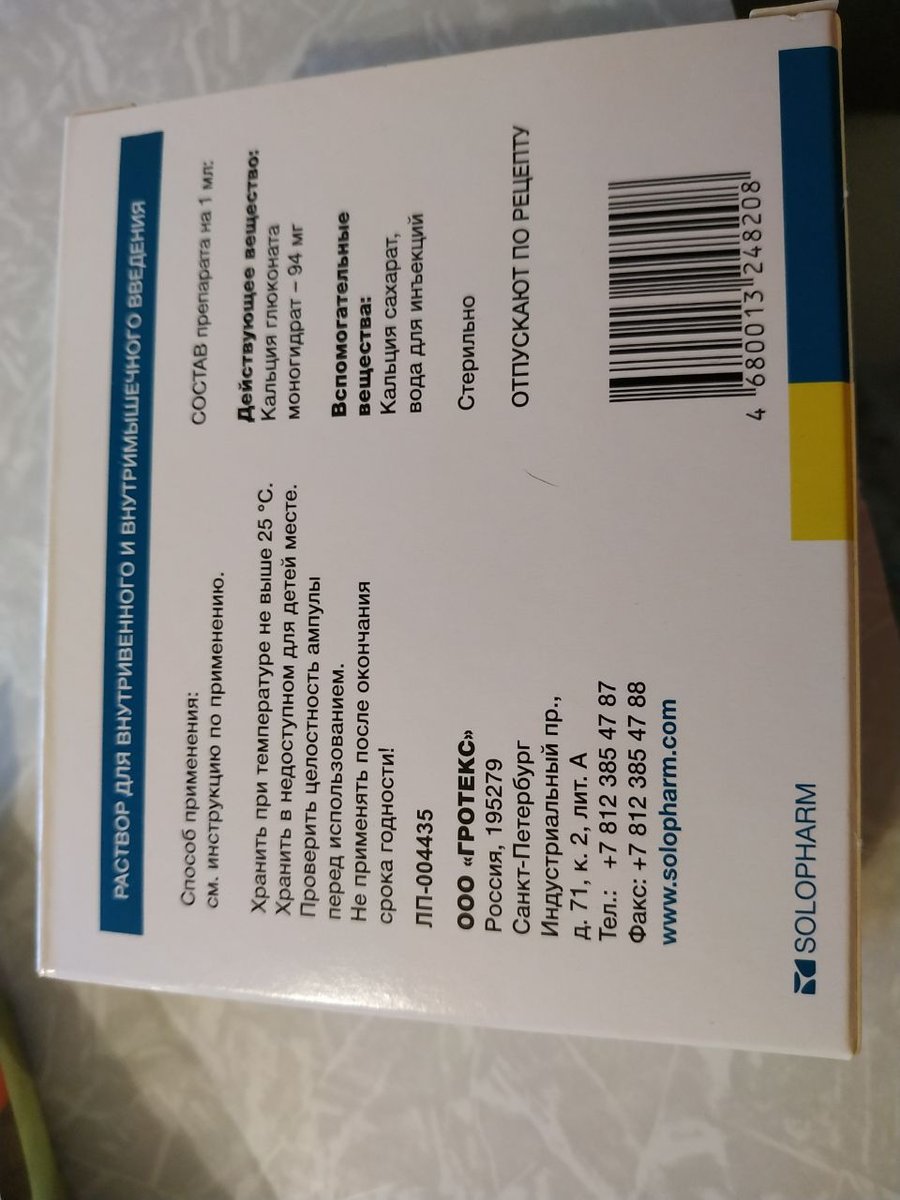 РАСТВОР ДЛЯ ВНУТРИВЕННОГО И ВНУТРИМЫШЕЧНОГО ВВЕДЕНИЯ
Способ применения:
см. инструкцию по применению.
Хранить при температуре не выше 25 °С.
Хранить в недоступном для детей месте.
Проверить целостность ампулы
перед использованием.
Не применять после окончания
срока годности!
ЛП-004435
ООО «ГРОТЕКС»
Россия, 195279
Санкт-Петербург
Индустриальный пр.,
д. 71, к. 2, лит. А
Тел.: +7 812 385 47 87
Факс: +7 812 385 47 88
www.solopharm.com
СОСТАВ препарата на 1 мл:
Действующее вещество:
Кальция глюконата
моногидрат – 94 мг
Вспомогательные
вещества:
Кальция сахарат,
вода для инъекций
Стерильно
ОТПУСКАЮТ ПО РЕЦЕПТУ
4 680013 248208
SOLOPHARM